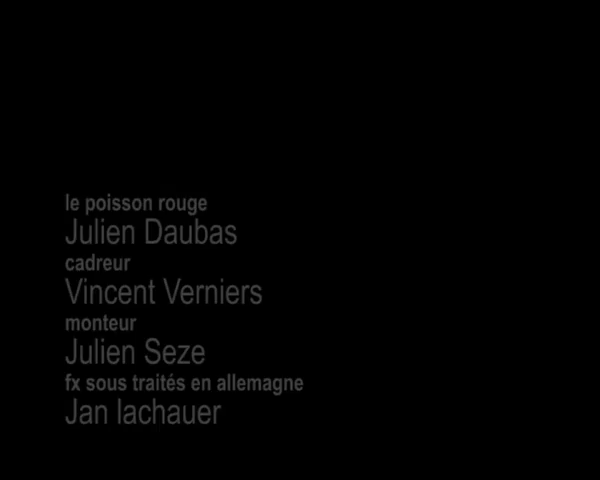 le poisson rouge
Julien Daubas
cadreur
Vincent Verniers
monteur
Julien Seze
fx sous traités en allemagne
Jan lachauer